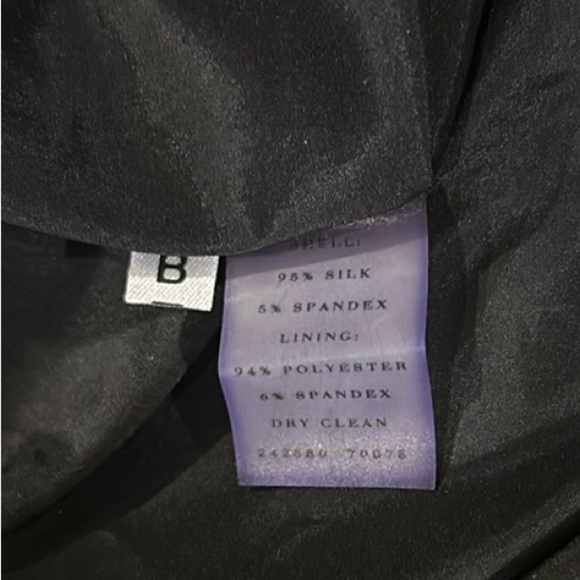 B
SHELL:
95% SILK
5% SPANDEX
LINING:
94% POLYESTER
6% SPANDEX
DRY CLEAN